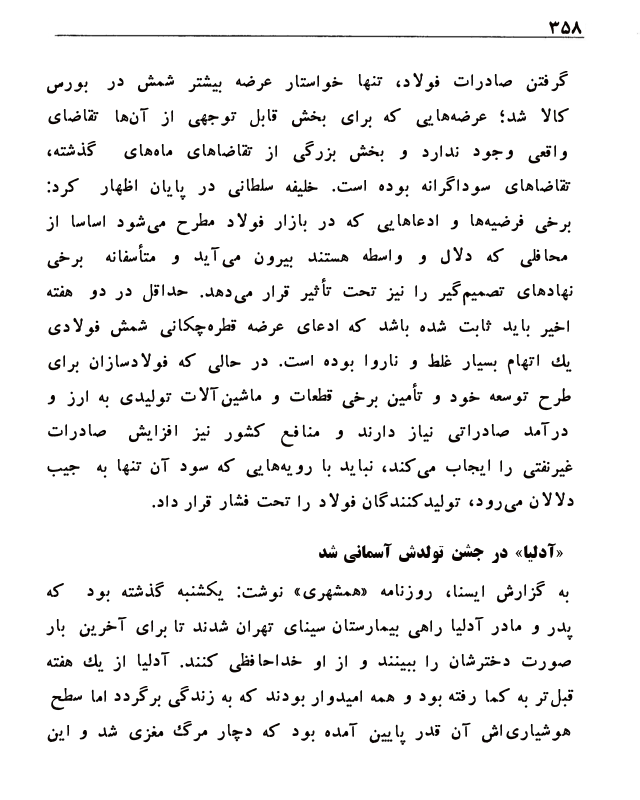 ۳۵۸
گرفتن صادرات فولاد، تنها خواستار عرضه بیشتر شمش در بورس
کالا شد؛ عرضه‌هایی که برای بخش قابل توجهی از آن‌ها تقاضای
واقعی وجود ندارد و بخش بزرگی از تقاضاهای ماه‌های گذشته،
تقاضاهای سوداگرانه بوده است. خلیفه سلطانی در پایان اظهار کرد:
برخی فرضیه‌ها و ادعاهایی که در بازار فولاد مطرح می‌شود اساسا از
محافلی که دلال و واسطه هستند بیرون می‌آید و متأسفانه برخی
نهادهای تصمیم‌گیر را نیز تحت تأثیر قرار می‌دهد. حداقل در دو هفته
اخیر باید ثابت شده باشد که ادعای عرضه قطره‌چکانی شمش فولادی
یك اتهام بسیار غلط و ناروا بوده است. در حالی که فولادسازان برای
طرح توسعه خود و تأمین برخی قطعات و ماشین‌آلات تولیدی به ارز و
درآمد صادراتی نیاز دارند و منافع کشور نیز افزایش صادرات
غیرنفتی را ایجاب می‌کند، نباید با رویه‌هایی که سود آن تنها به جیب
دلالان می‌رود، تولیدکنندگان فولاد را تحت فشار قرار داد.
«آدلیا» در جشن تولدش آسمانی شد
به گزارش ایسنا، روزنامه «همشهری» نوشت: یکشنبه گذشته بود که
پدر و مادر آدلیا راهی بیمارستان سینای تهران شدند تا برای آخرین بار
صورت دخترشان را ببینند و از او خداحافظی کنند. آدلیا از یك هفته
قبل‌تر به کما رفته بود و همه امیدوار بودند که به زندگی برگردد اما سطح
هوشیاری‌اش آن قدر پایین آمده بود که دچار مرگ مغزی شد و این